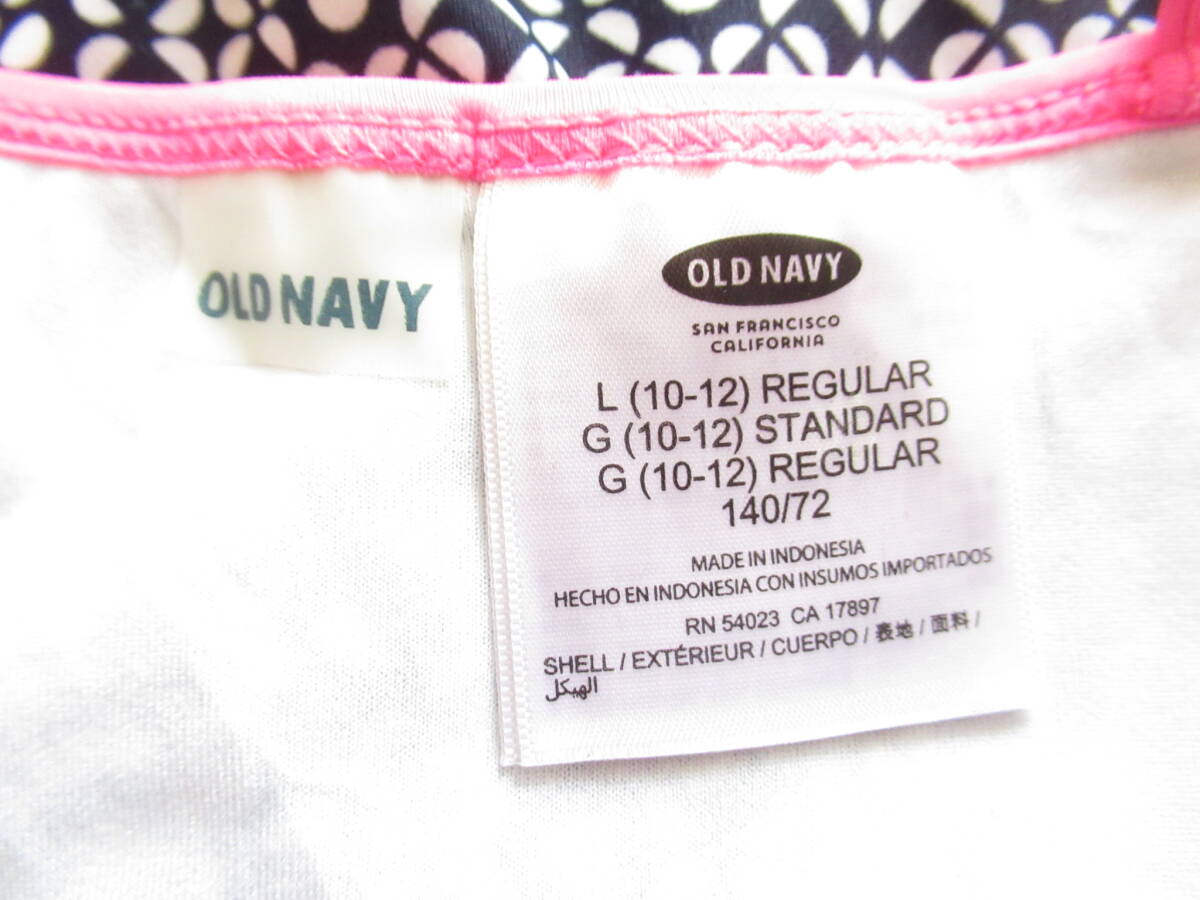 OLD NAVY
OLD NAVY
SAN FRANCISCO
CALIFORNIA
L (10-12) REGULAR
G (10-12) STANDARD
G (10-12) REGULAR
140/72
MADE IN INDONESIA
HECHO EN INDONESIA CON INSUMOS IMPORTADOS
RN 54023 CA 17897
SHELL / EXTÉRIEUR / CUERPO / 表地 / 面料 /
الهيكل